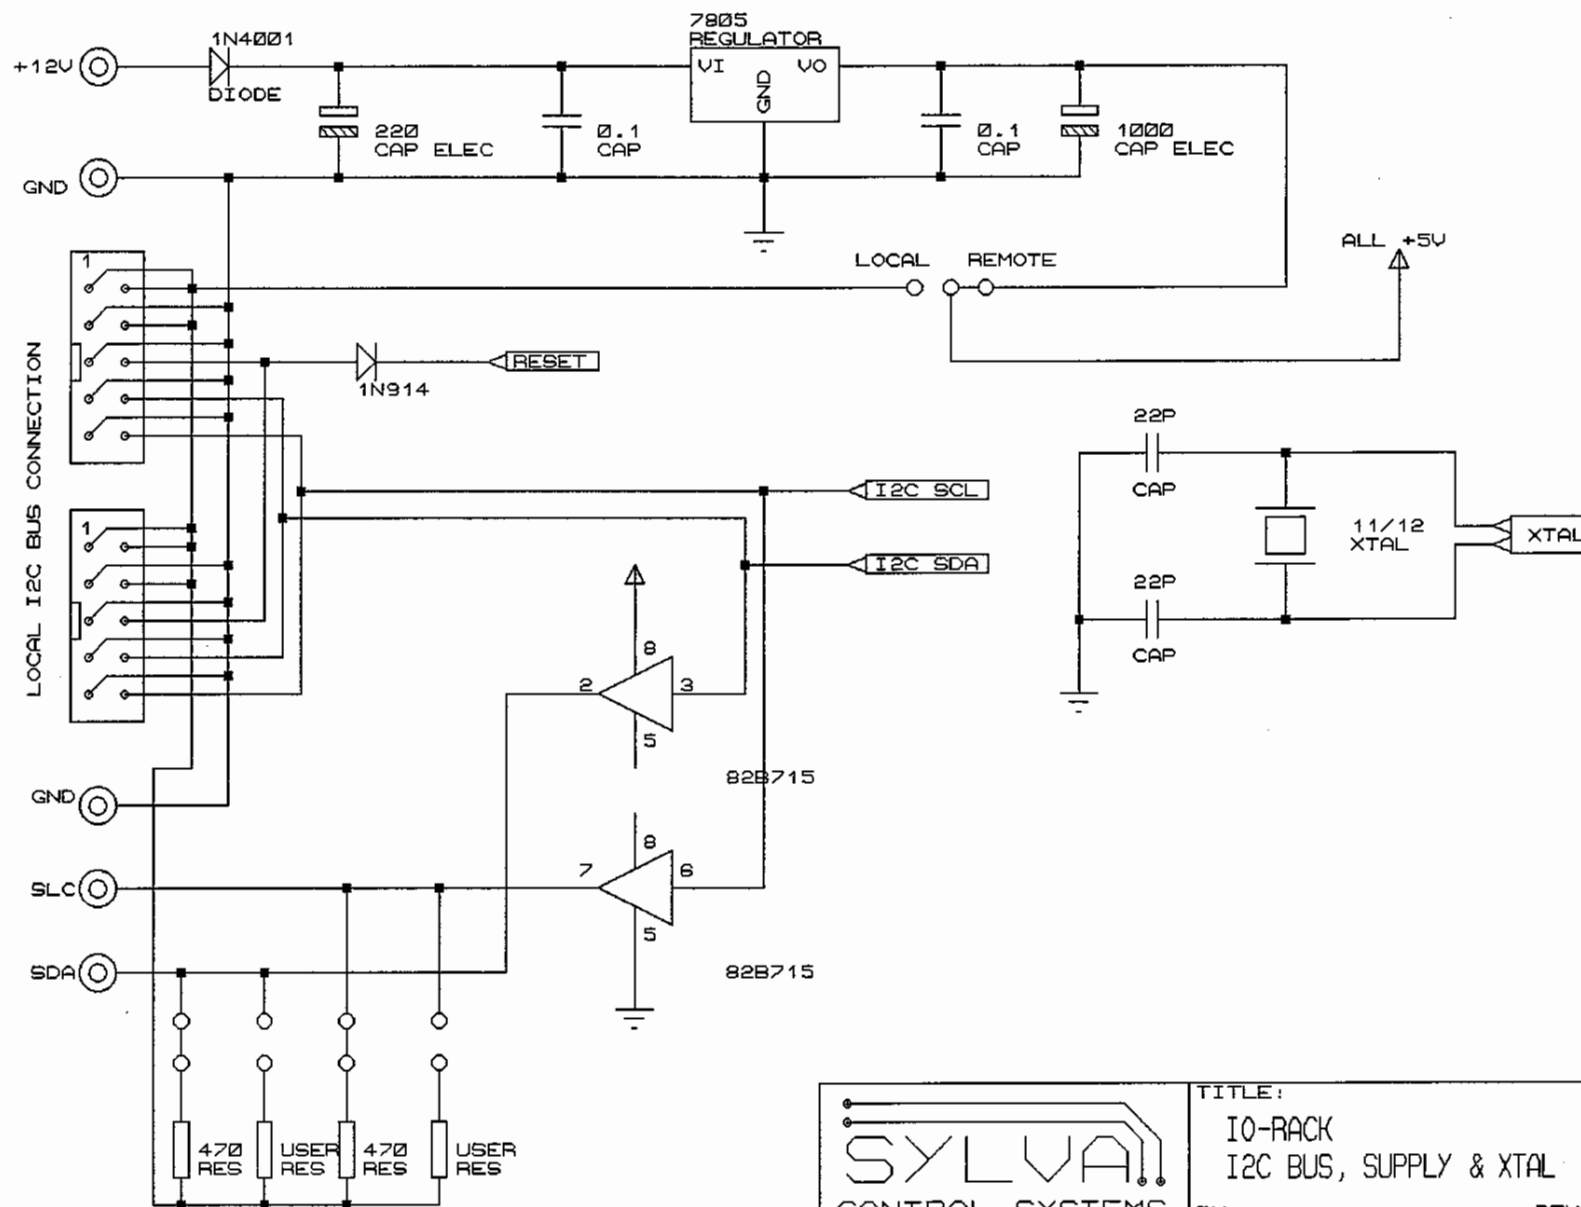 7805
REGULATOR
1N4001
+12V
VI
VO
GND
DIODE
220
CAP ELEC
0.1
CAP
0.1
CAP
1000
CAP ELEC
GND
ALL +5V
LOCAL
REMOTE
1
RESET
1N914
LOCAL I2C BUS CONNECTION
22P
CAP
I2C SCL
1
11/12
XTAL
XTAL
I2C SDA
22P
CAP
8
2
3
5
82B715
GND
8
7
6
SLC
5
SDA
82B715
470
RES
USER
RES
470
RES
USER
RES
SYLVA
CONTROL SYSTEMS
TITLE:
IO-RACK
I2C BUS, SUPPLY & XTAL